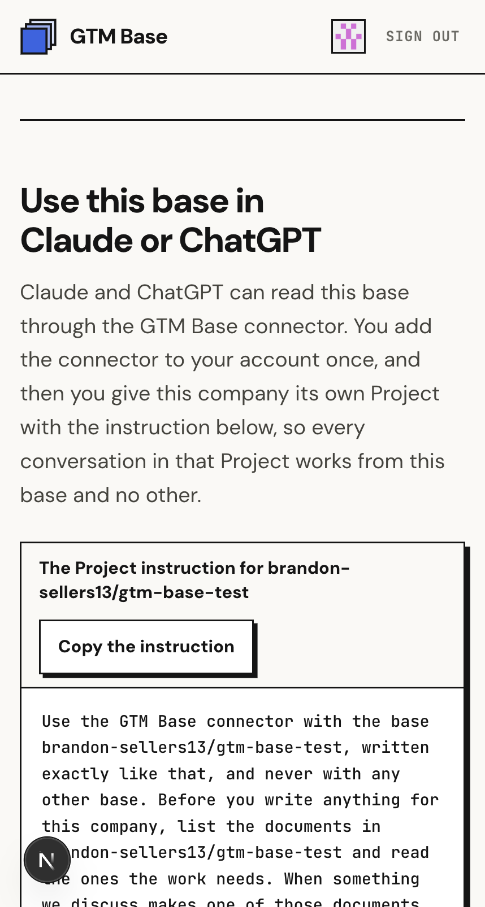 GTM Base
SIGN OUT
Use this base in
Claude or ChatGPT
Claude and ChatGPT can read this base
through the GTM Base connector. You add
the connector to your account once, and
then you give this company its own Project
with the instruction below, so every
conversation in that Project works from this
base and no other.
The Project instruction for brandon-
sellers13/gtm-base-test
Copy the instruction
Use the GTM Base connector with the base
brandon-sellers13/gtm-base-test, written
exactly like that, and never with any
other base. Before you write anything for
this company, list the documents in
ndon-sellers13/gtm-base-test and read
N
ones the work needs. When something
we discuss makes one of those documents